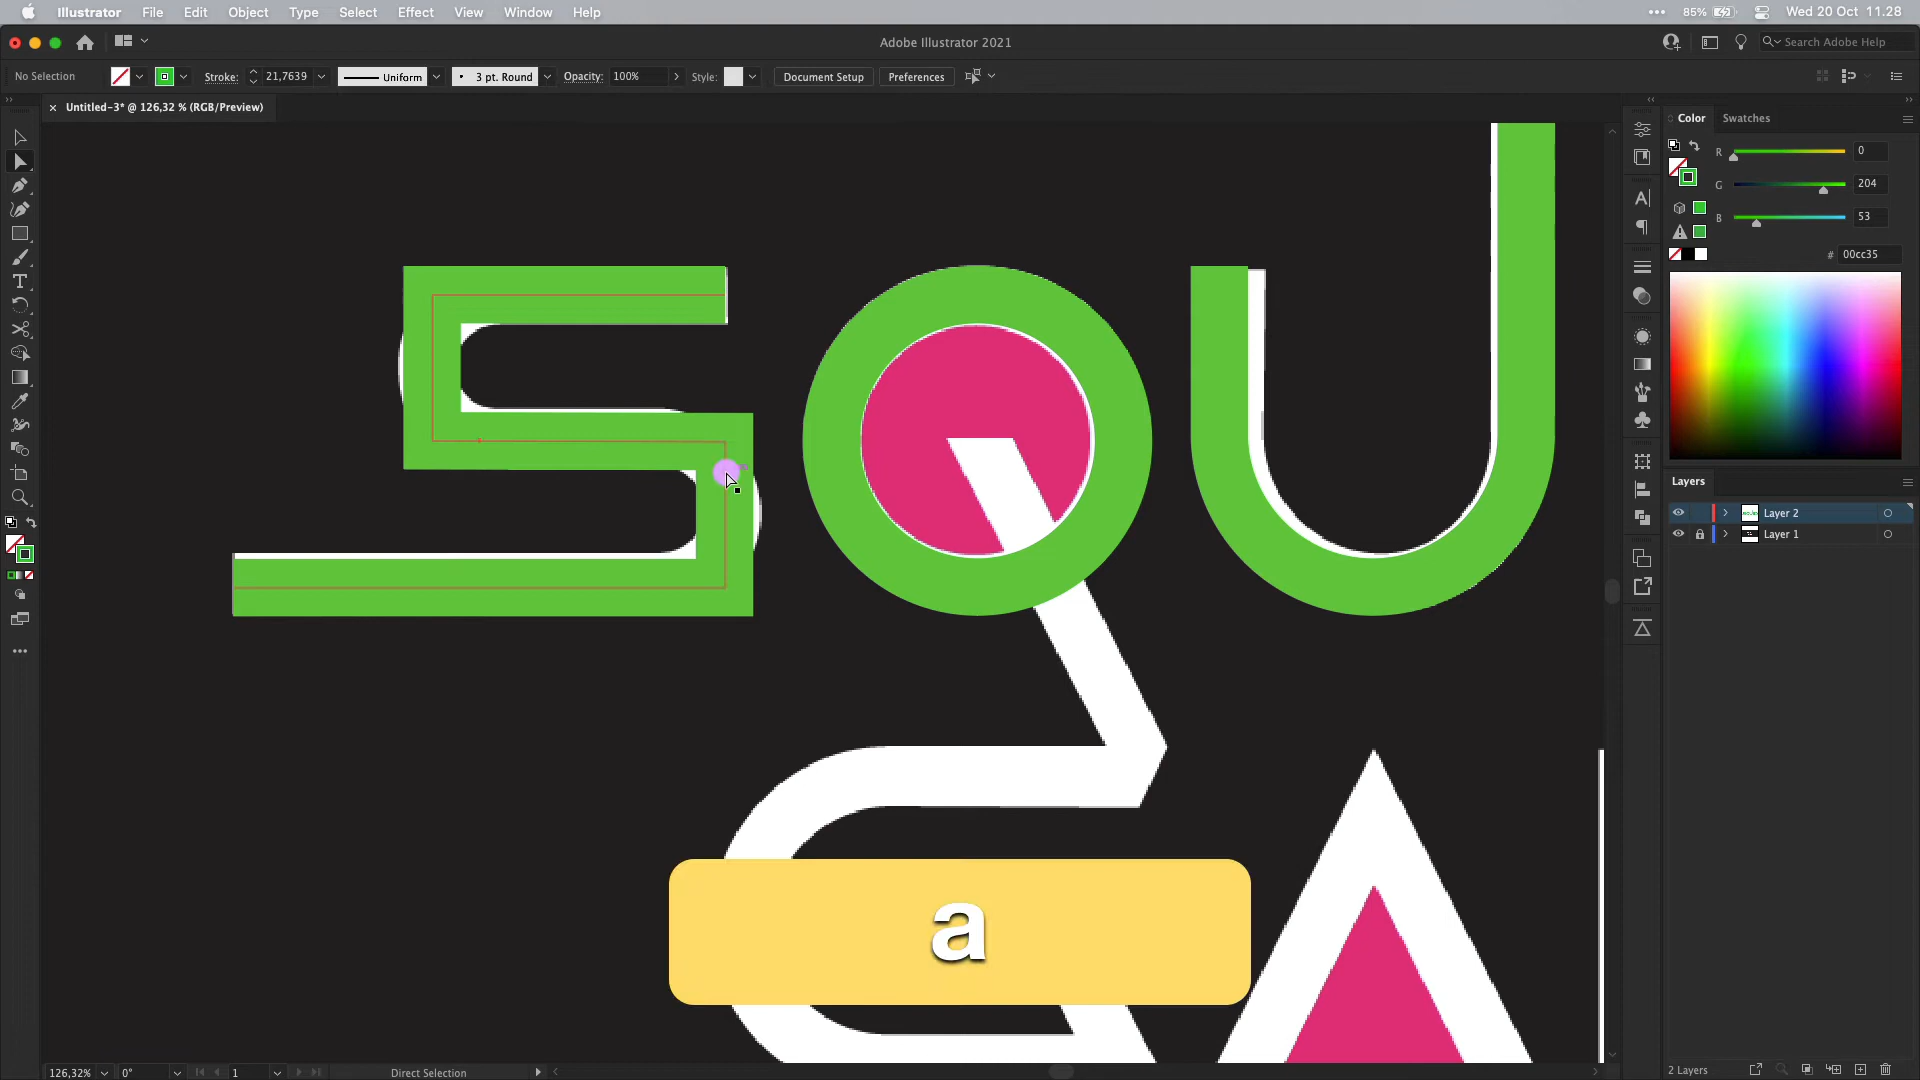 Illustrator File Edit Object Type Select Effect View Window Help
85% Wed 20 Oct 11.28
Adobe Illustrator 2021
Search Adobe Help
No Selection Stroke: 21,7639 Uniform 3 pt. Round Opacity: 100% Style: Document Setup Preferences
Untitled-3* @ 126,32 % (RGB/Preview)
Color Swatches
R 0
G 204
B 53
# 00cc35
SQU
a
Layers
Layer 2
Layer 1
126,32% 0° 1 Direct Selection
2 Layers